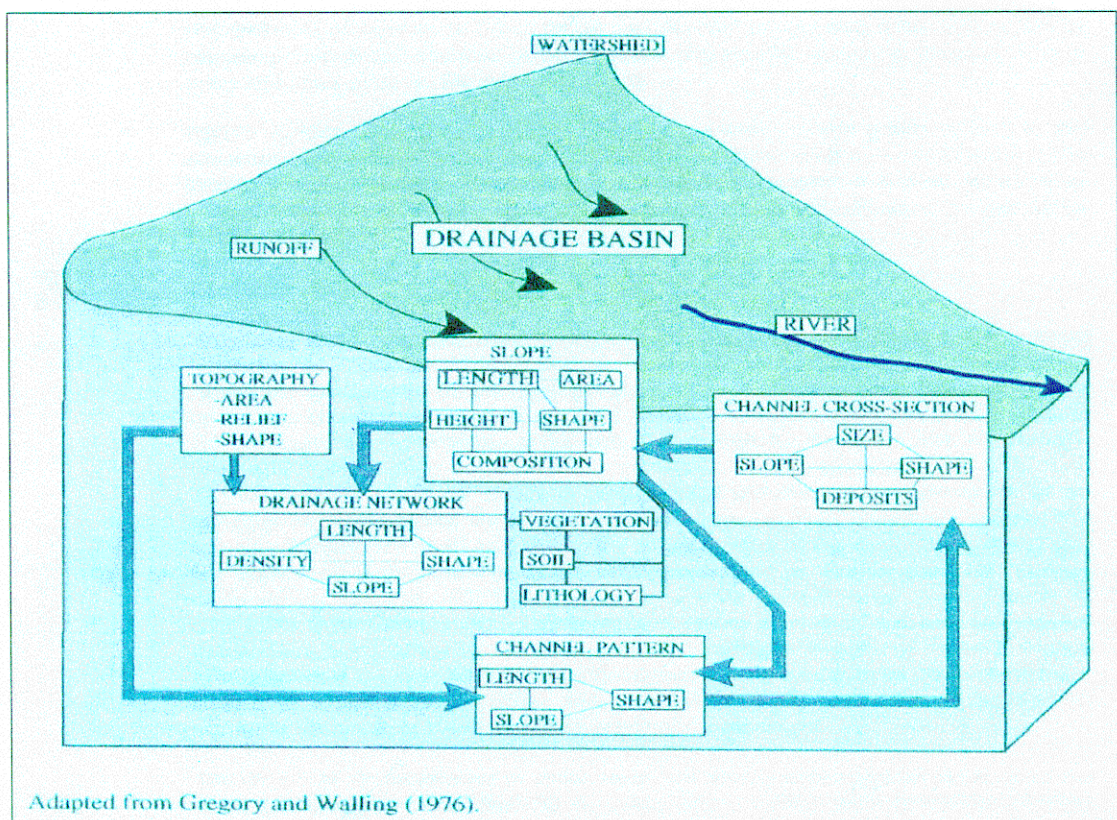 WATERSHED
DRAINAGE BASIN
RUNOFF
RIVER
SLOPE
LENGTH
AREA
HEIGHT
SHAPE
COMPOSITION
TOPOGRAPHY
-AREA
-RELIEF
-SHAPE
CHANNEL CROSS-SECTION
SIZE
SLOPE
SHAPE
DEPOSITS
DRAINAGE NETWORK
LENGTH
DENSITY
SHAPE
SLOPE
VEGETATION
SOIL
LITHOLOGY
CHANNEL PATTERN
LENGTH
SHAPE
SLOPE
Adapted from Gregory and Walling (1976).